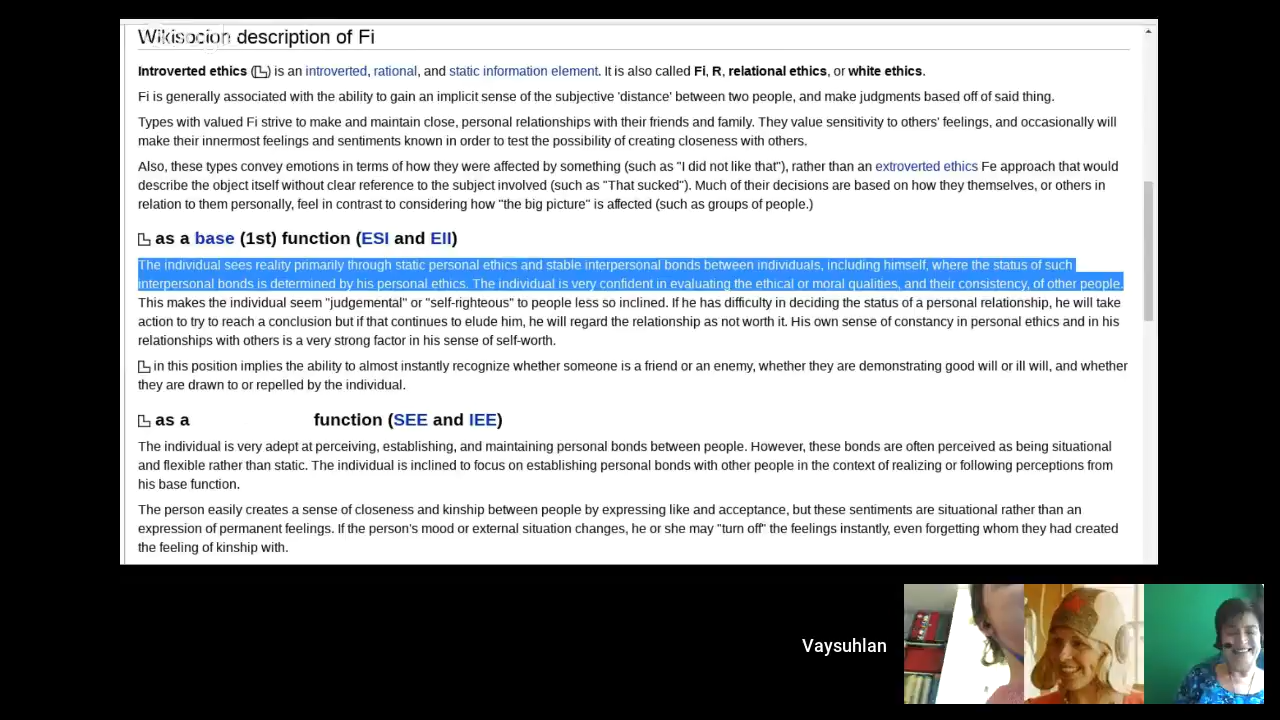 Wikisocion description of Fi
Introverted ethics () is an introverted, rational, and static information element. It is also called Fi, R, relational ethics, or white ethics.
Fi is generally associated with the ability to gain an implicit sense of the subjective 'distance' between two people, and make judgments based off of said thing.
Types with valued Fi strive to make and maintain close, personal relationships with their friends and family. They value sensitivity to others' feelings, and occasionally will
make their innermost feelings and sentiments known in order to test the possibility of creating closeness with others.
Also, these types convey emotions in terms of how they were affected by something (such as "I did not like that"), rather than an extroverted ethics Fe approach that would
describe the object itself without clear reference to the subject involved (such as "That sucked"). Much of their decisions are based on how they themselves, or others in
relation to them personally, feel in contrast to considering how "the big picture" is affected (such as groups of people.)
as a base (1st) function (ESI and EII)
The individual sees reality primarily through static personal ethics and stable interpersonal bonds between individuals, including himself, where the status of such
interpersonal bonds is determined by his personal ethics. The individual is very confident in evaluating the ethical or moral qualities, and their consistency, of other people.
This makes the individual seem "judgemental" or "self-righteous" to people less so inclined. If he has difficulty in deciding the status of a personal relationship, he will take
action to try to reach a conclusion but if that continues to elude him, he will regard the relationship as not worth it. His own sense of constancy in personal ethics and in his
relationships with others is a very strong factor in his sense of self-worth.
in this position implies the ability to almost instantly recognize whether someone is a friend or an enemy, whether they are demonstrating good will or ill will, and whether
they are drawn to or repelled by the individual.
as a function (SEE and IEE)
The individual is very adept at perceiving, establishing, and maintaining personal bonds between people. However, these bonds are often perceived as being situational
and flexible rather than static. The individual is inclined to focus on establishing personal bonds with other people in the context of realizing or following perceptions from
his base function.
The person easily creates a sense of closeness and kinship between people by expressing like and acceptance, but these sentiments are situational rather than an
expression of permanent feelings. If the person's mood or external situation changes, he or she may "turn off" the feelings instantly, even forgetting whom they had created
the feeling of kinship with.
Vaysuhlan